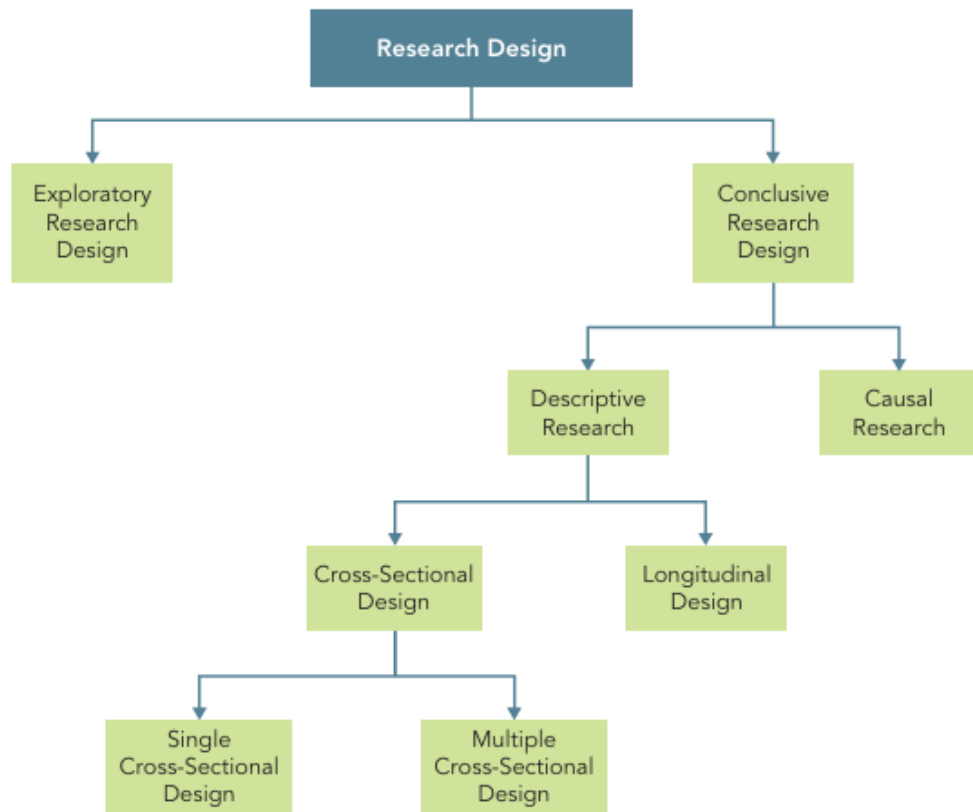 Research Design
Exploratory
Research
Design
Conclusive
Research
Design
Descriptive
Research
Causal
Research
Cross-Sectional
Design
Longitudinal
Design
Single
Cross-Sectional
Design
Multiple
Cross-Sectional
Design